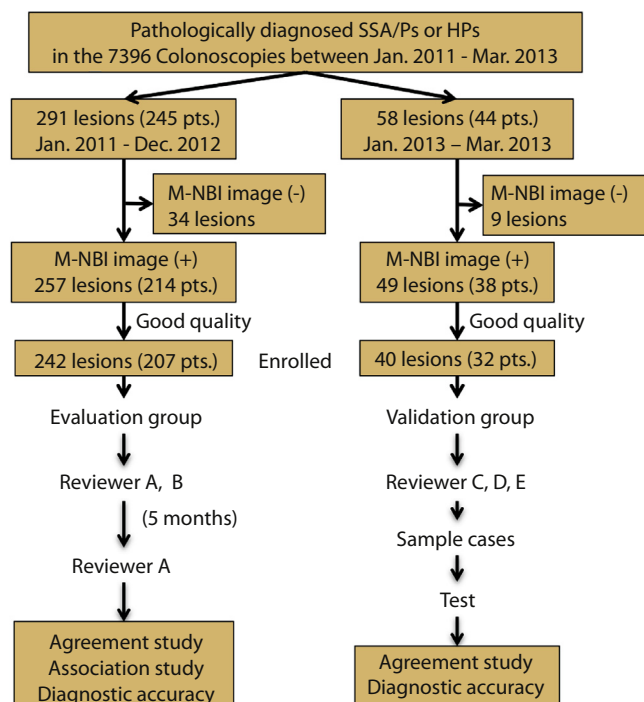 Pathologically diagnosed SSA/Ps or HPs
in the 7396 Colonoscopies between Jan. 2011 - Mar. 2013
291 lesions (245 pts.)
Jan. 2011 - Dec. 2012
58 lesions (44 pts.)
Jan. 2013 – Mar. 2013
M-NBI image (-)
34 lesions
M-NBI image (-)
9 lesions
M-NBI image (+)
257 lesions (214 pts.)
M-NBI image (+)
49 lesions (38 pts.)
Good quality
Good quality
242 lesions (207 pts.)
Enrolled
40 lesions (32 pts.)
Evaluation group
Validation group
Reviewer A, B
Reviewer C, D, E
(5 months)
Sample cases
Reviewer A
Test
Agreement study
Association study
Diagnostic accuracy
Agreement study
Diagnostic accuracy